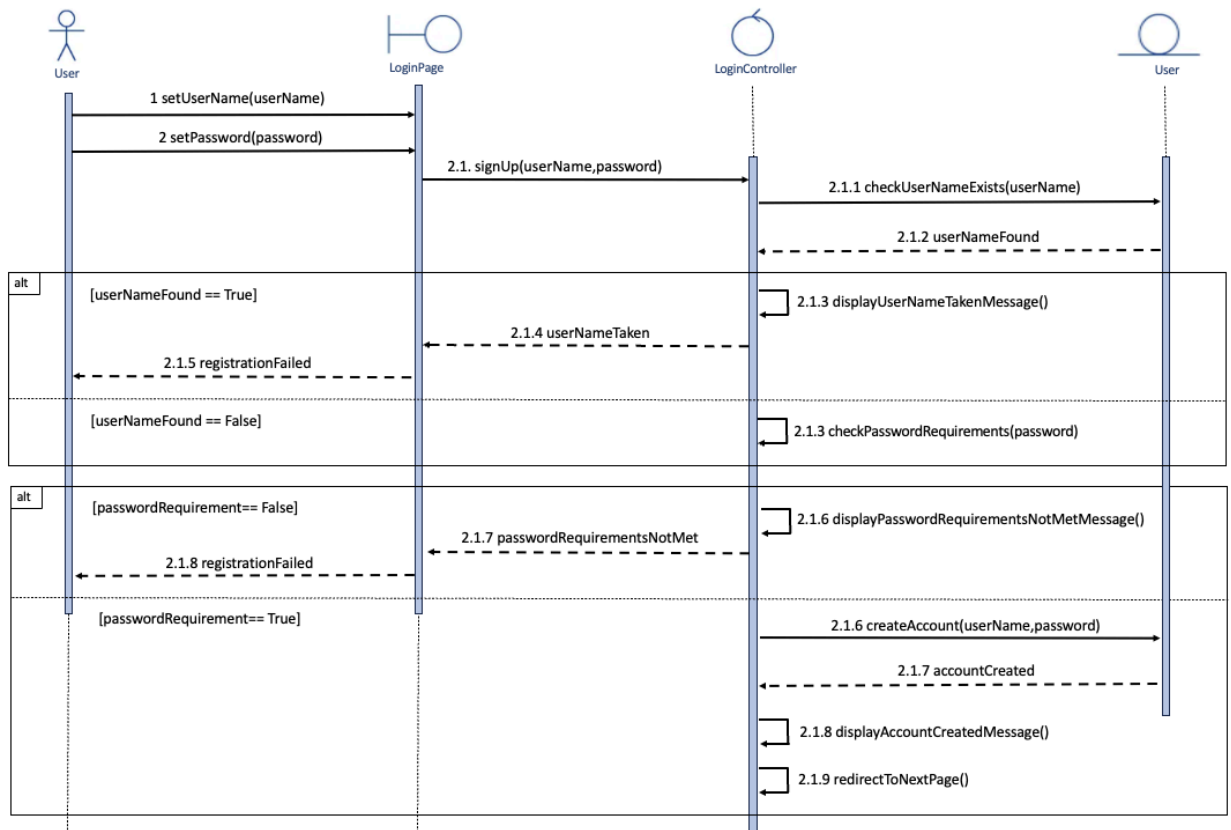 User
LoginPage
LoginController
User
1 setUserName(userName)
2 setPassword(password)
2.1. signUp(userName,password)
2.1.1 checkUserNameExists(userName)
2.1.2 userNameFound
alt
[userNameFound == True]
2.1.3 displayUserNameTakenMessage()
2.1.4 userNameTaken
2.1.5 registrationFailed
[userNameFound == False]
2.1.3 checkPasswordRequirements(password)
alt
[passwordRequirement== False]
2.1.6 displayPasswordRequirementsNotMetMessage()
2.1.7 passwordRequirementsNotMet
2.1.8 registrationFailed
[passwordRequirement== True]
2.1.6 createAccount(userName,password)
2.1.7 accountCreated
2.1.8 displayAccountCreatedMessage()
2.1.9 redirectToNextPage()